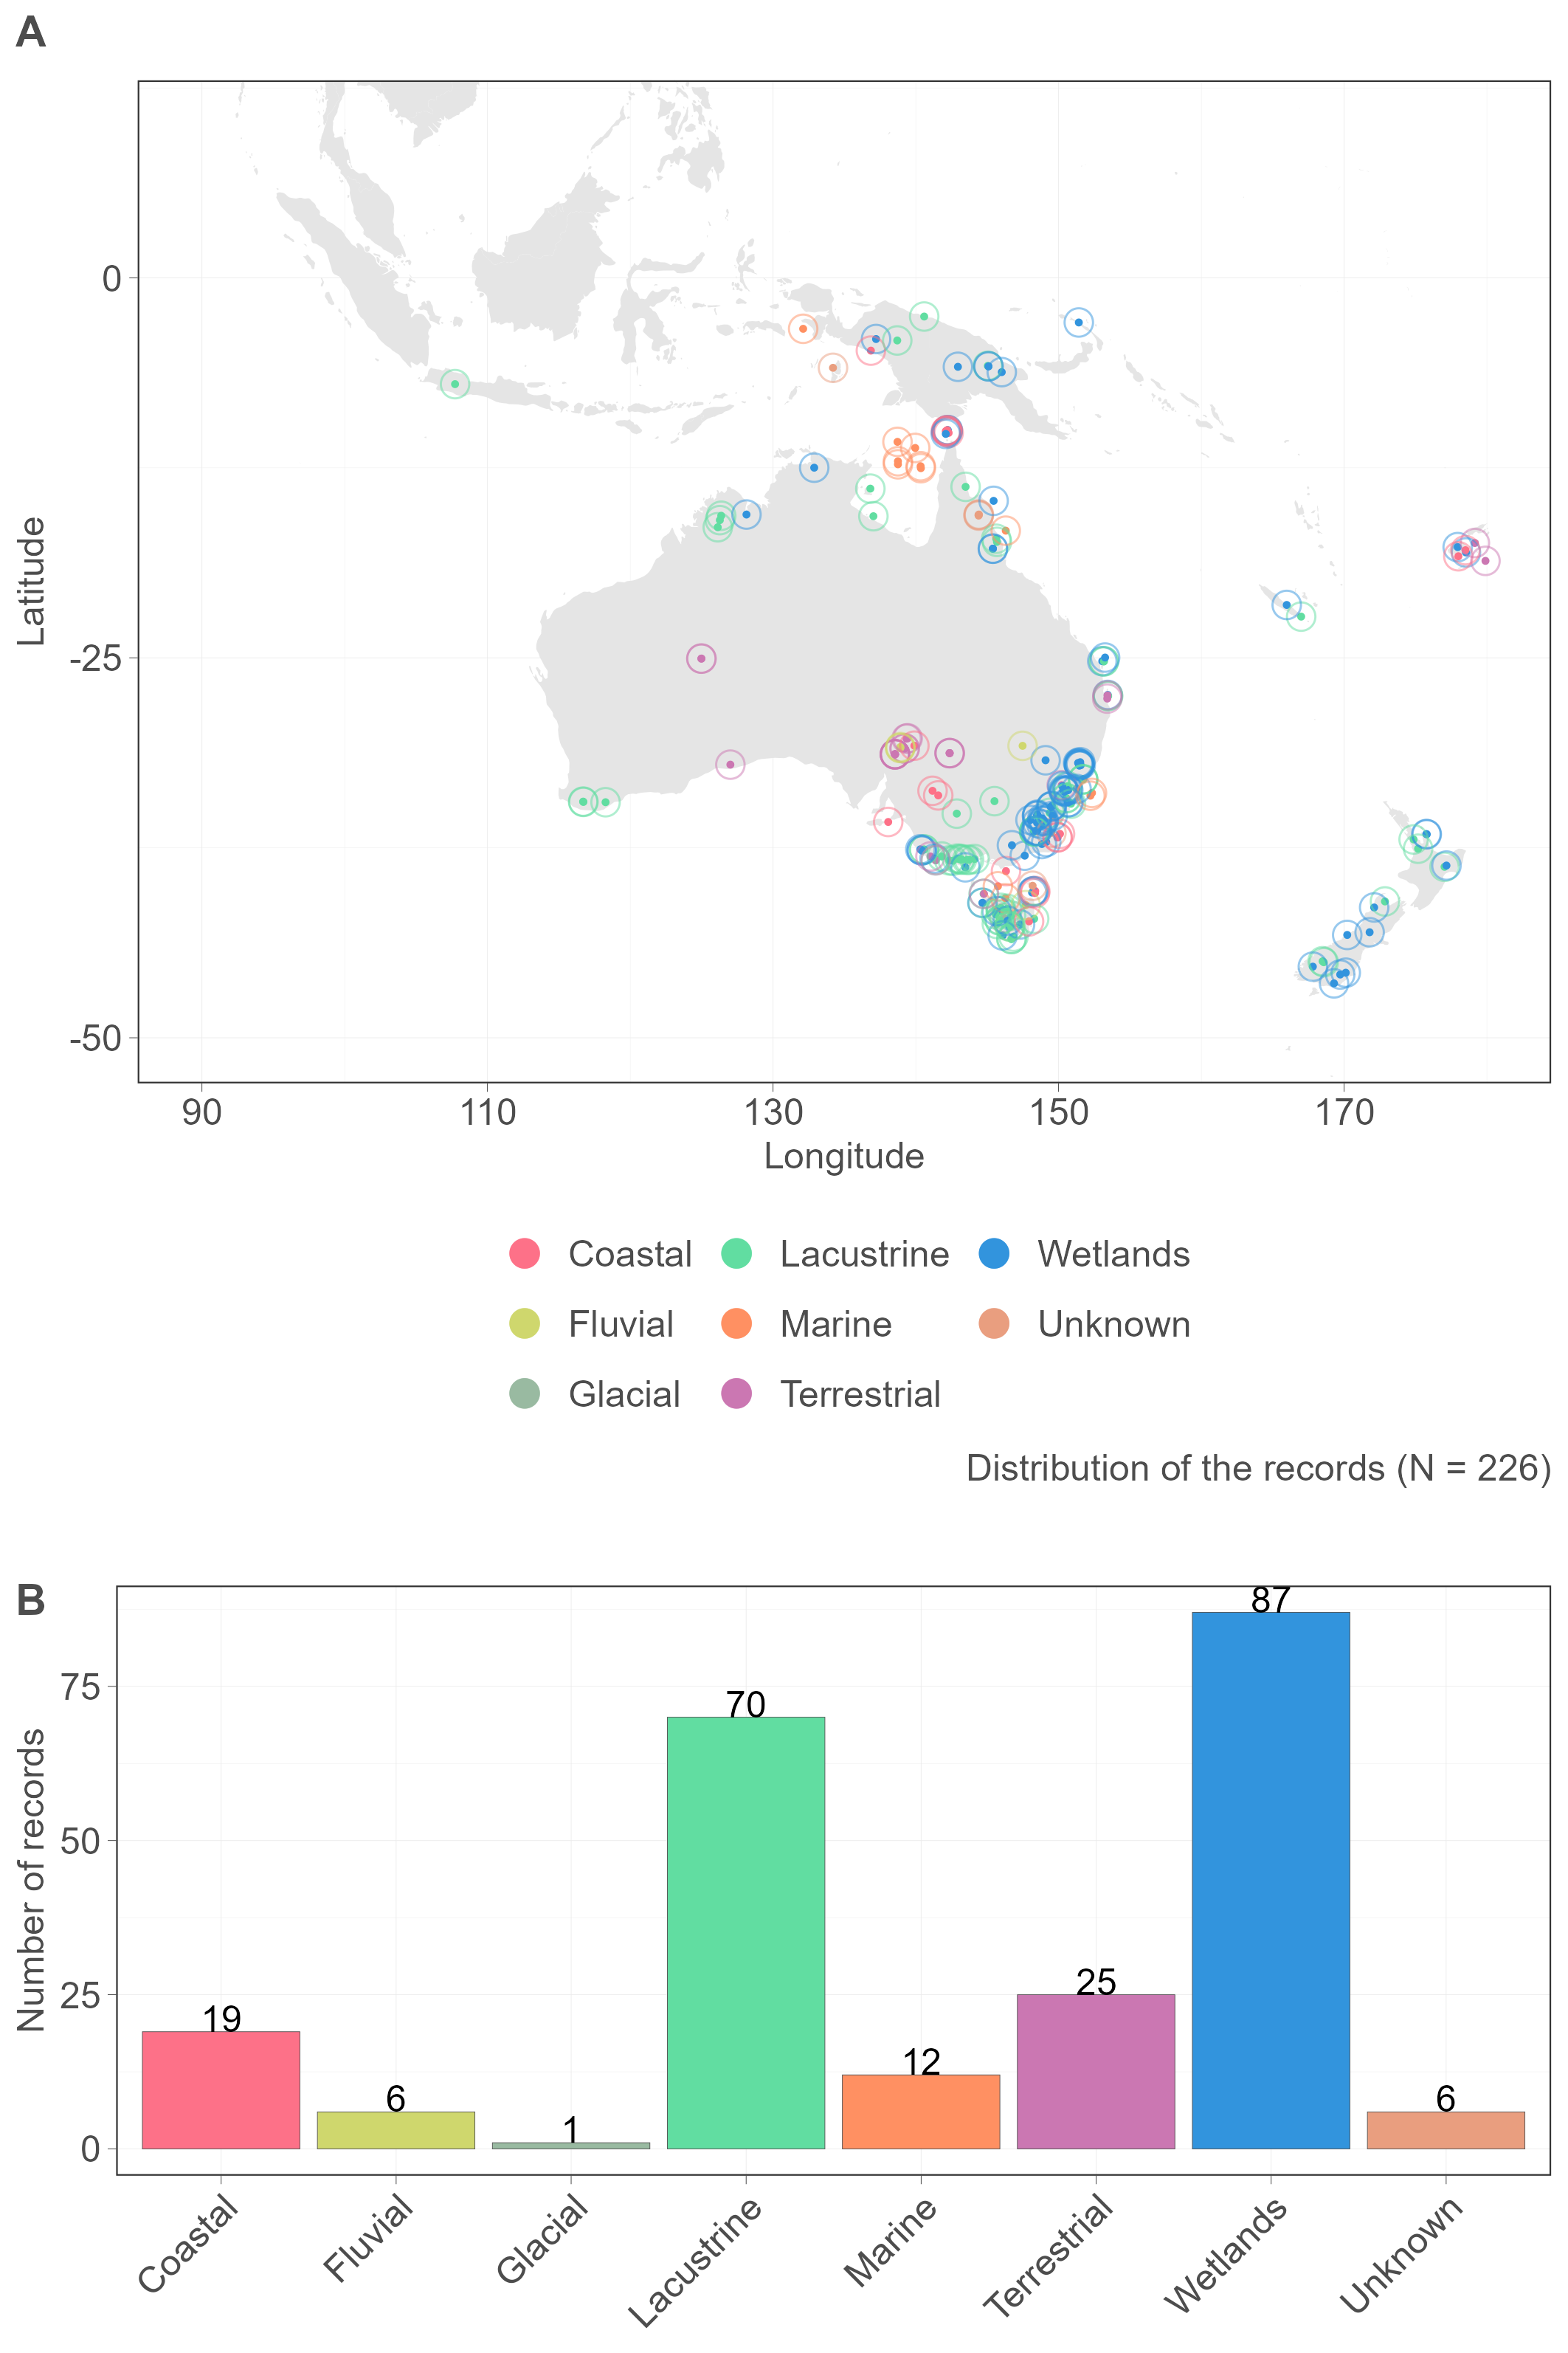 A
0
-25
-50
Latitude
90 110 130 150 170
Longitude
Coastal Lacustrine Wetlands
Fluvial Marine Unknown
Glacial Terrestrial
Distribution of the records (N = 226)
B
87
75
70
50
25
25
19
12
6
6
1
0
Number of records
Coastal Fluvial Glacial Lacustrine Marine Terrestrial Wetlands Unknown